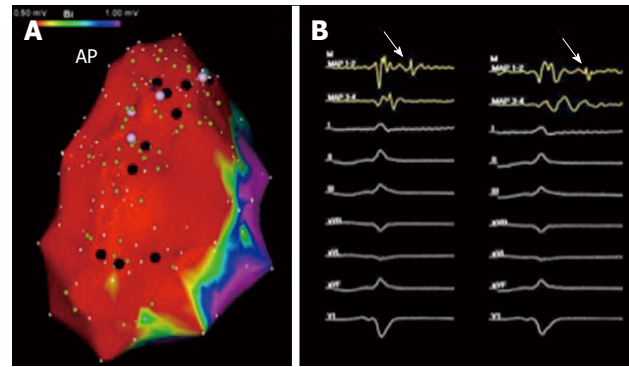 0.50 mV Bi 1.00 mV
A
AP
B
M
MAP 1-2
MAP 3-4
I
II
III
aVR
aVL
aVF
V1
MAP 1-2
MAP 3-4
I
II
III
aVR
aVL
aVF
V1